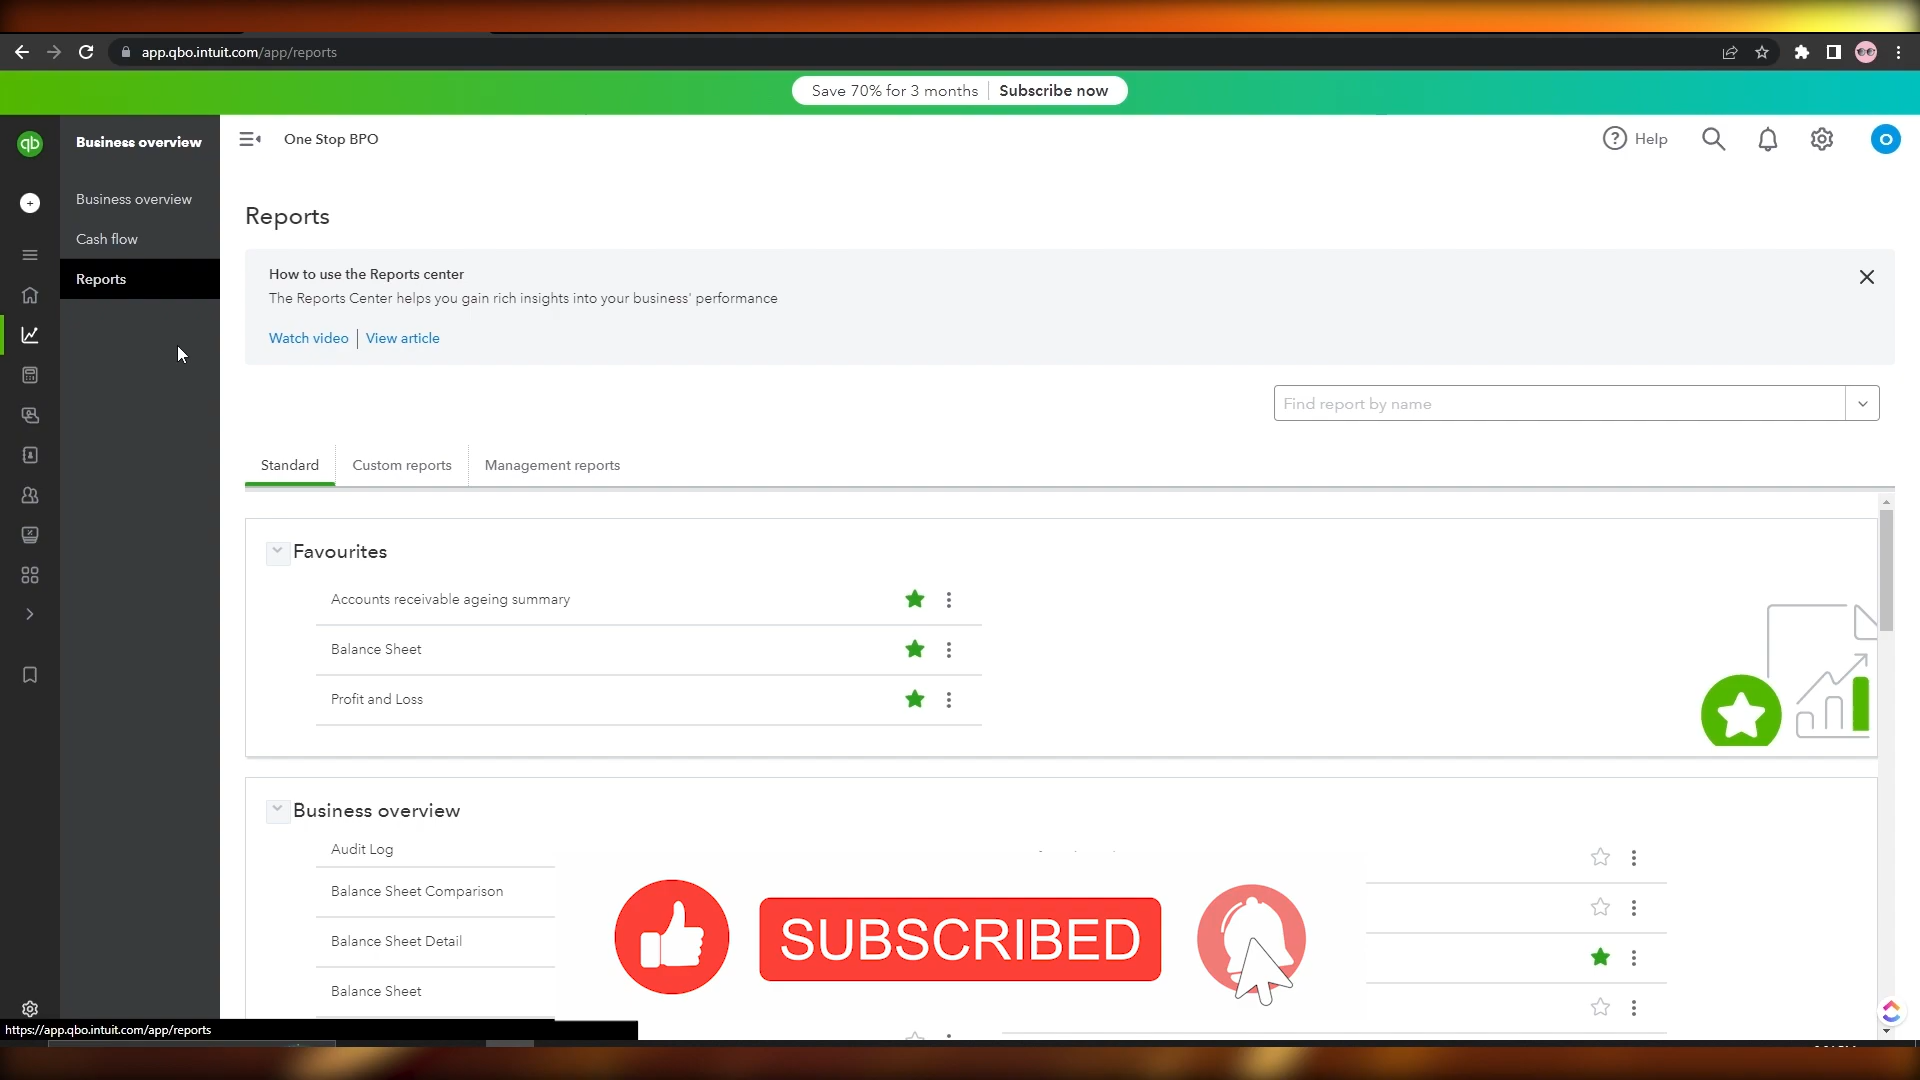 app.qbo.intuit.com/app/reports
Save 70% for 3 months Subscribe now
qb
Business overview
One Stop BPO
Help
O
Business overview
Cash flow
Reports
Reports
How to use the Reports center
The Reports Center helps you gain rich insights into your business' performance
Watch video
View article
Find report by name
Standard
Custom reports
Management reports
Favourites
Accounts receivable ageing summary
Balance Sheet
Profit and Loss
Business overview
Audit Log
Balance Sheet Comparison
Balance Sheet Detail
Balance Sheet
SUBSCRIBED
https://app.qbo.intuit.com/app/reports